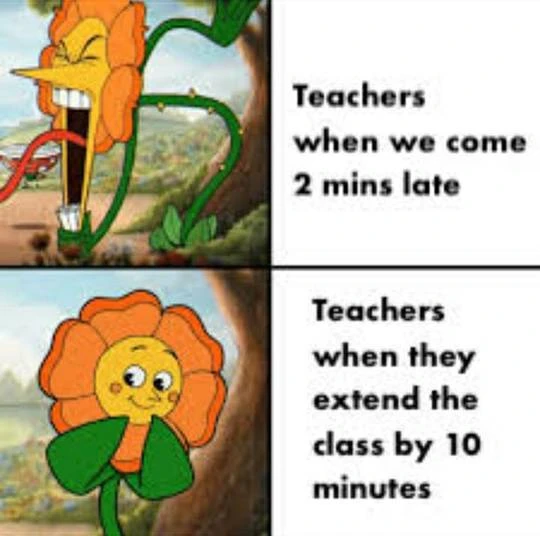 Teachers
when we come
2 mins late
Teachers
when they
extend the
class by 10
minutes